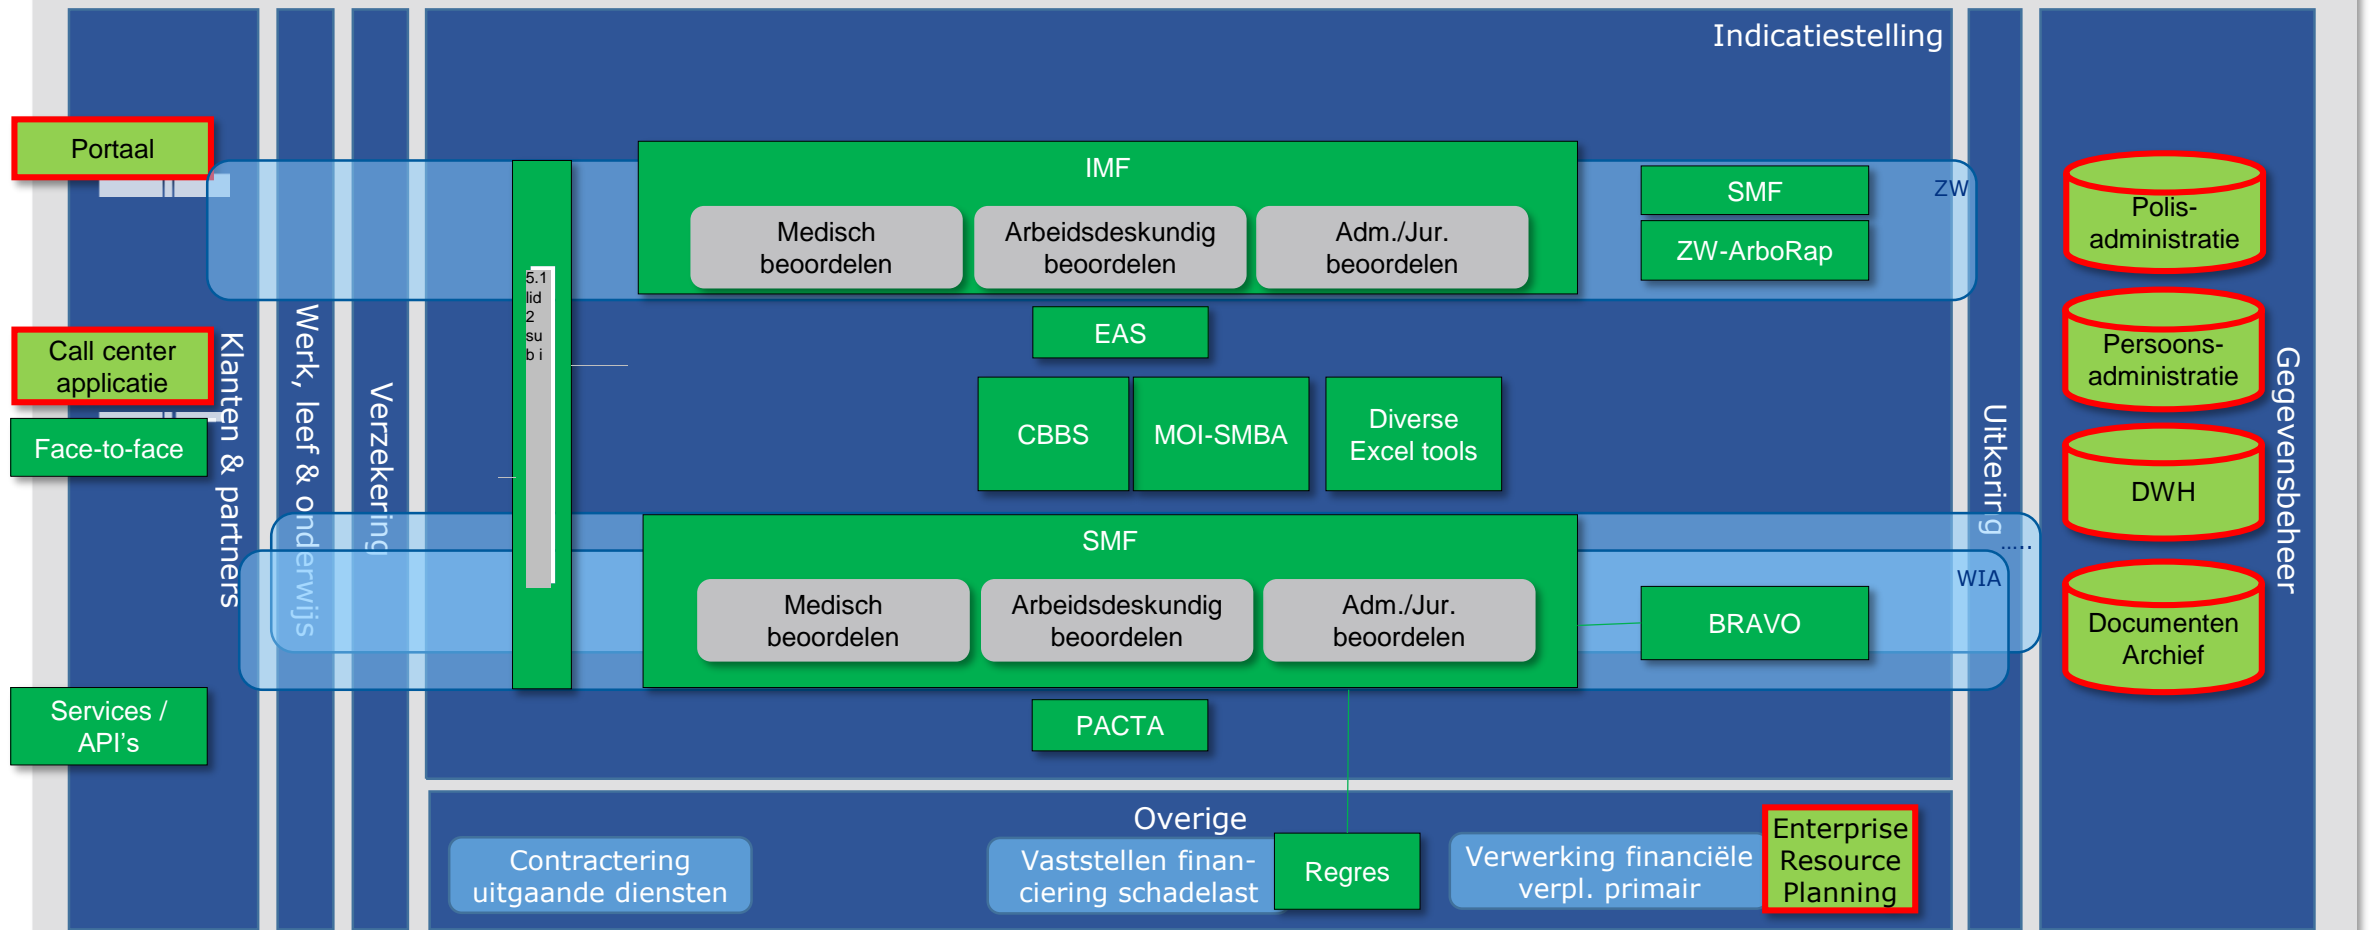 Indicatiestelling
Portaal
Call center
applicatie
Face-to-face
Services /
API's
Klanten & partners
Werk, leef & onderwijs
Verzekering
5.1
lid
2
su
b i
IMF
Medisch
beoordelen
Arbeidsdeskundig
beoordelen
Adm./Jur.
beoordelen
SMF
ZW-ArboRap
ZW
EAS
CBBS
MOI-SMBA
Diverse
Excel tools
SMF
Medisch
beoordelen
Arbeidsdeskundig
beoordelen
Adm./Jur.
beoordelen
BRAVO
.....
WIA
PACTA
Uitkering
Polis-
administratie
Persoons-
administratie
DWH
Documenten
Archief
Gegevensbeheer
Overige
Contractering
uitgaande diensten
Vaststellen finan-
ciering schadelast
Regres
Verwerking financiële
verpl. primair
Enterprise
Resource
Planning